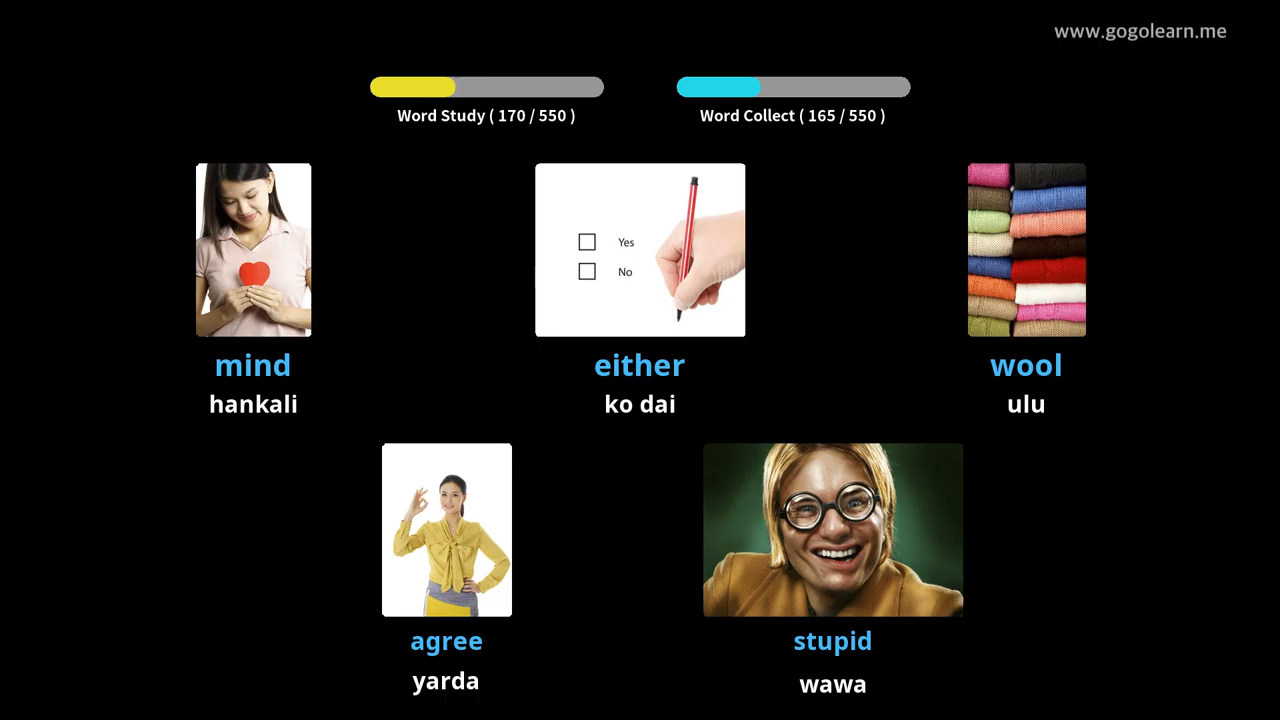 www.gogolearn.me
Word Study ( 170 / 550 )
Word Collect ( 165 / 550 )
Yes
No
mind
either
wool
hankali
ko dai
ulu
agree
stupid
yarda
wawa